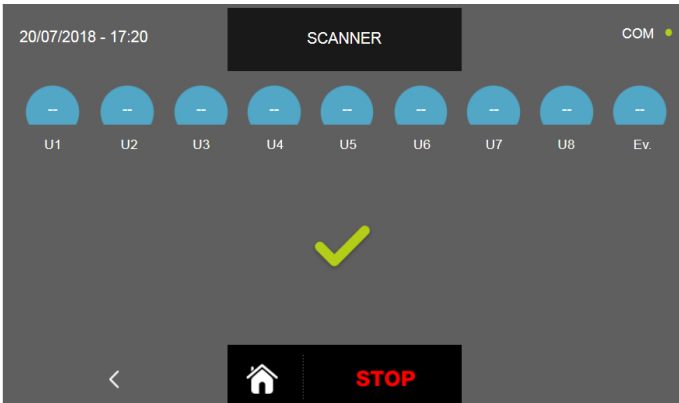 20/07/2018 - 17:20
SCANNER
COM
-- -- -- -- -- -- -- -- --
U1 U2 U3 U4 U5 U6 U7 U8 Ev.
STOP